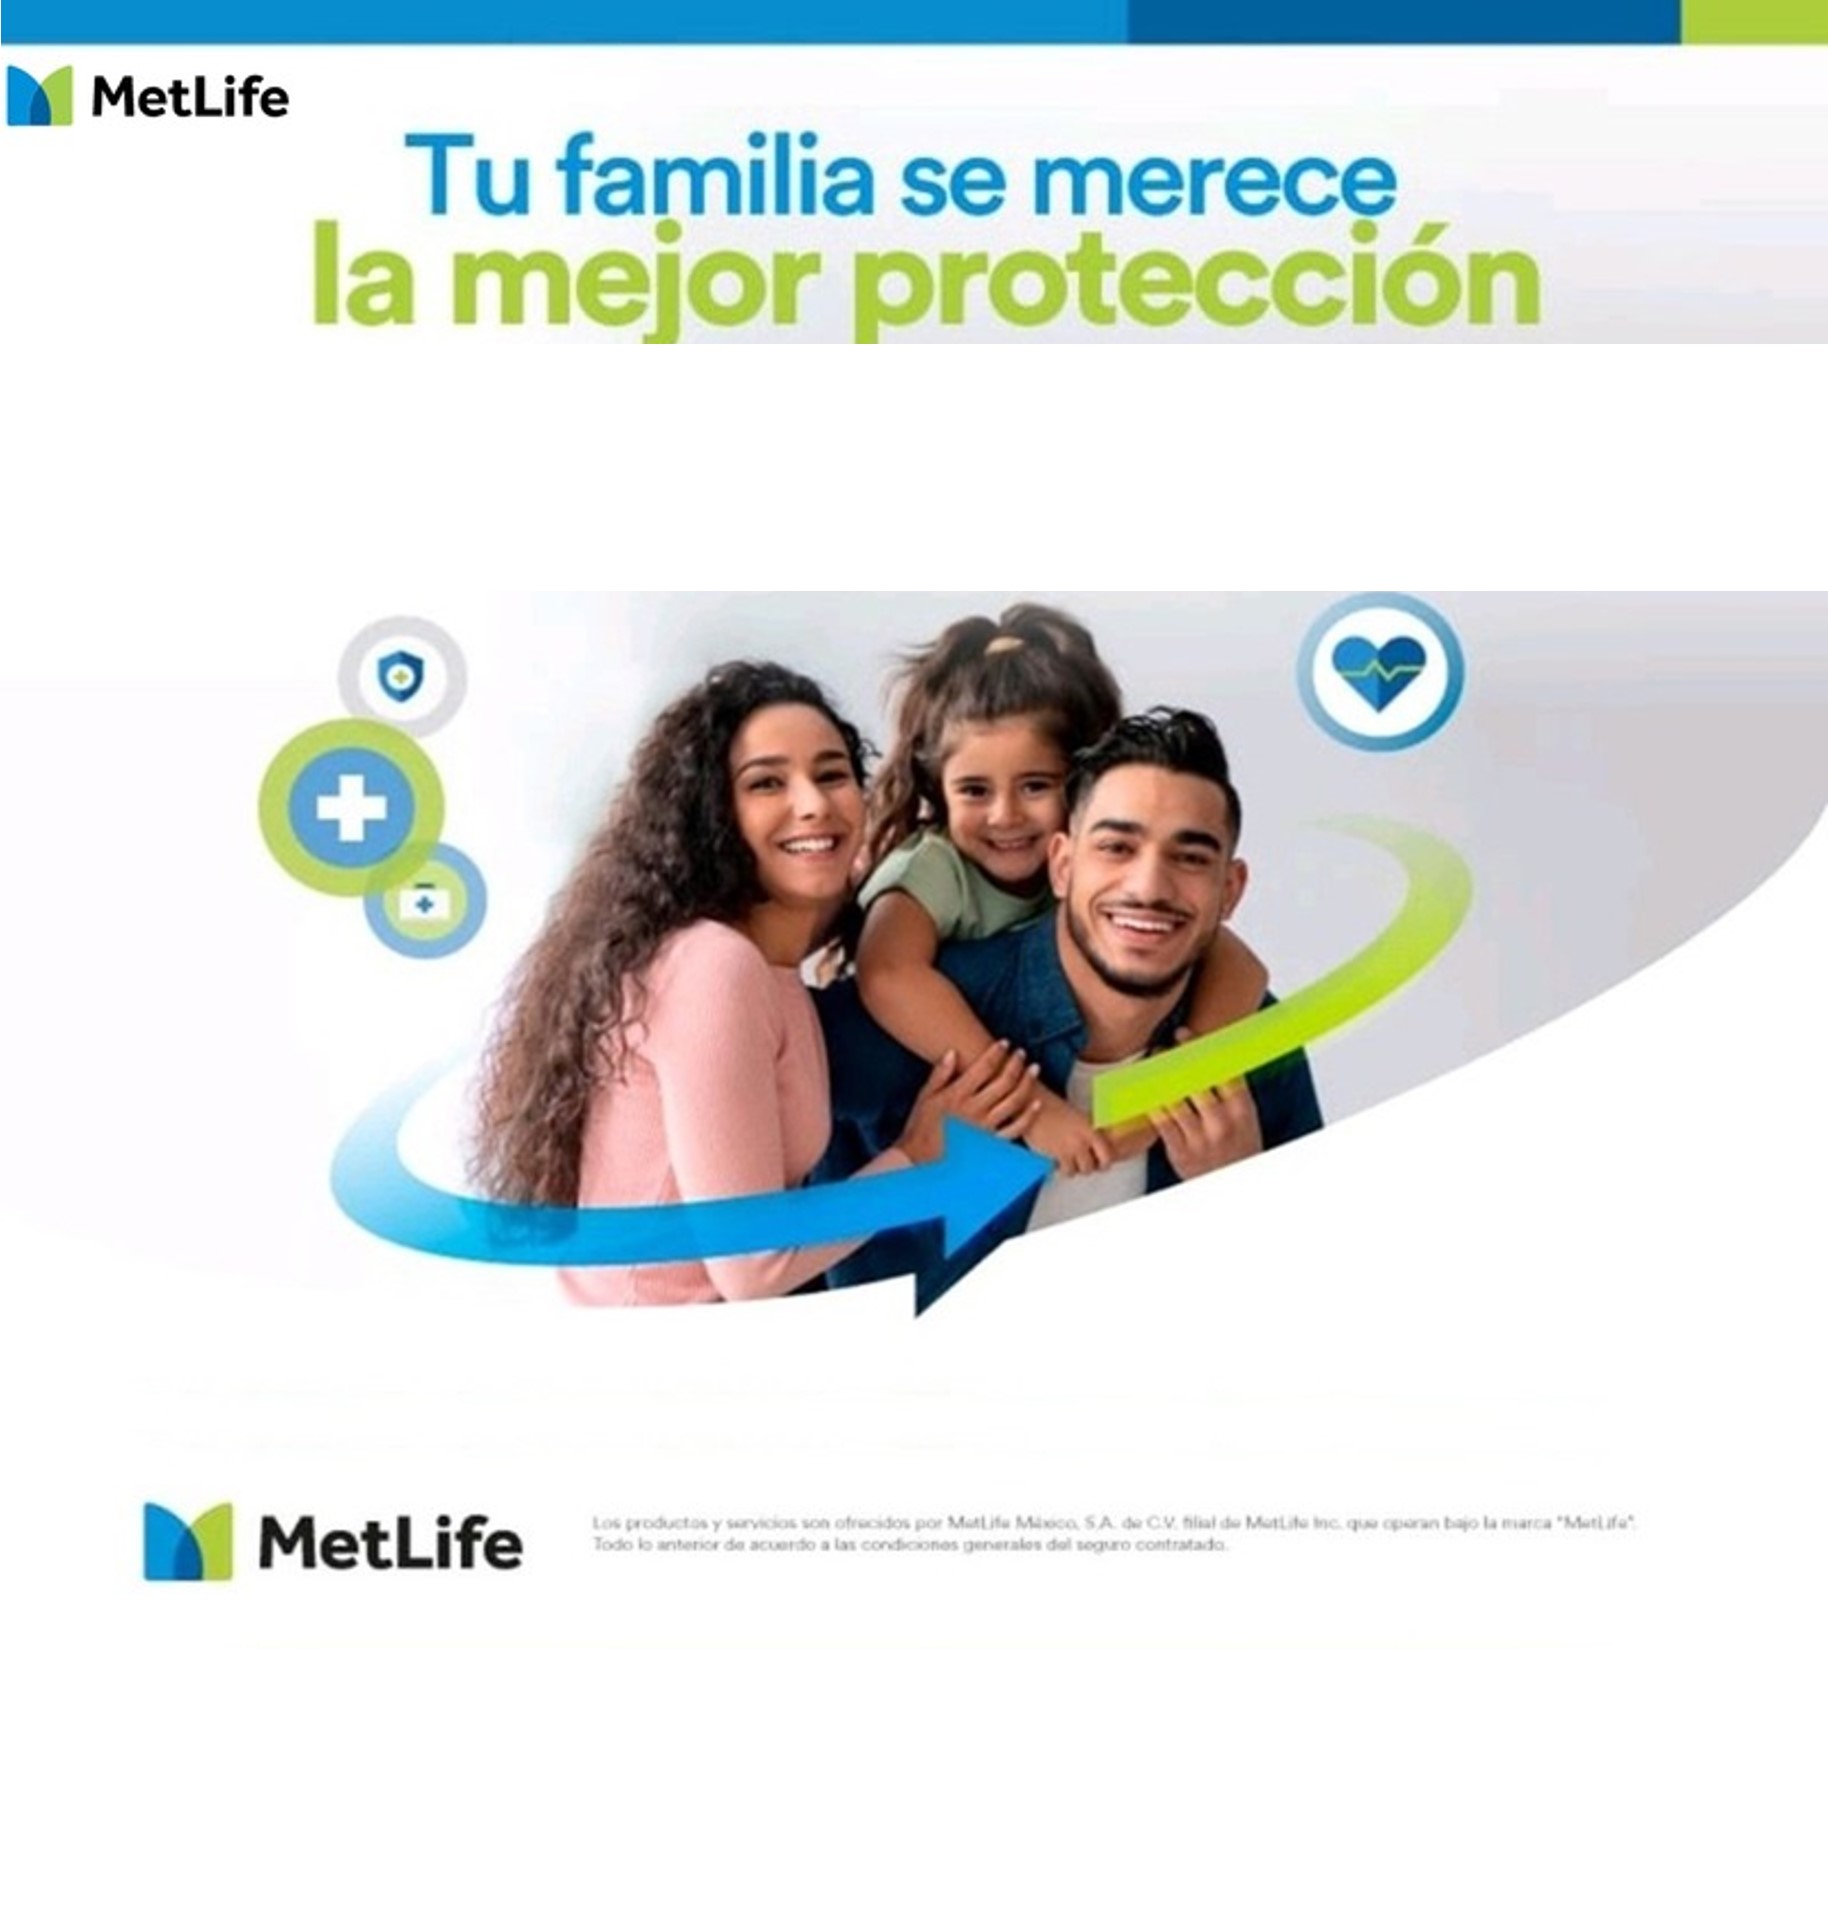 MetLife
Tu familia se merece
la mejor protección
MetLife
Los productos y servicios son ofrecidos por MetLife México, S.A. de C.V. filial de MetLife Inc. que operan bajo la marca "MetLife".
Todo lo anterior de acuerdo a las condiciones generales del seguro contratado.